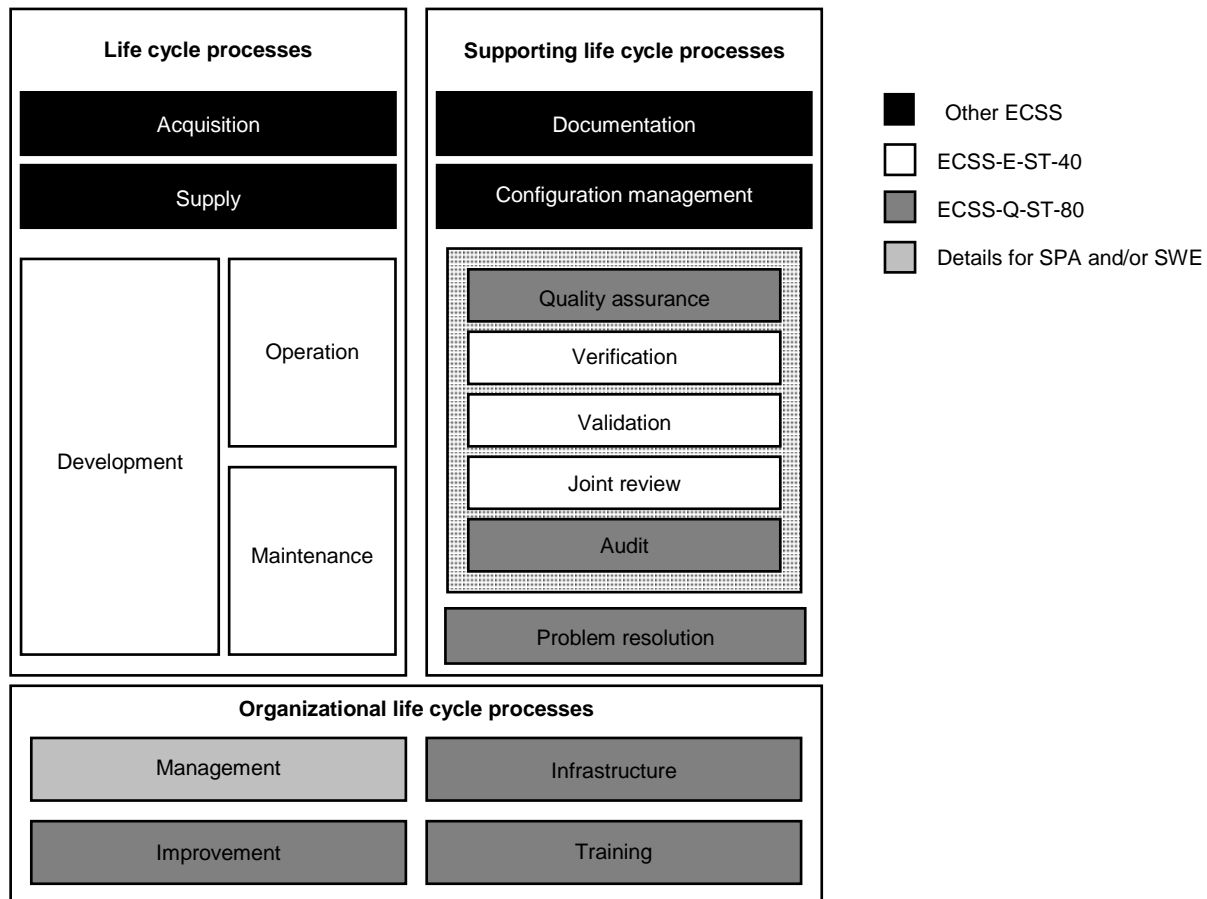 Life cycle processes
Acquisition
Supply
Development
Operation
Maintenance
Supporting life cycle processes
Documentation
Configuration management
Quality assurance
Verification
Validation
Joint review
Audit
Problem resolution
Organizational life cycle processes
Management
Infrastructure
Improvement
Training
Other ECSS
ECSS-E-ST-40
ECSS-Q-ST-80
Details for SPA and/or SWE